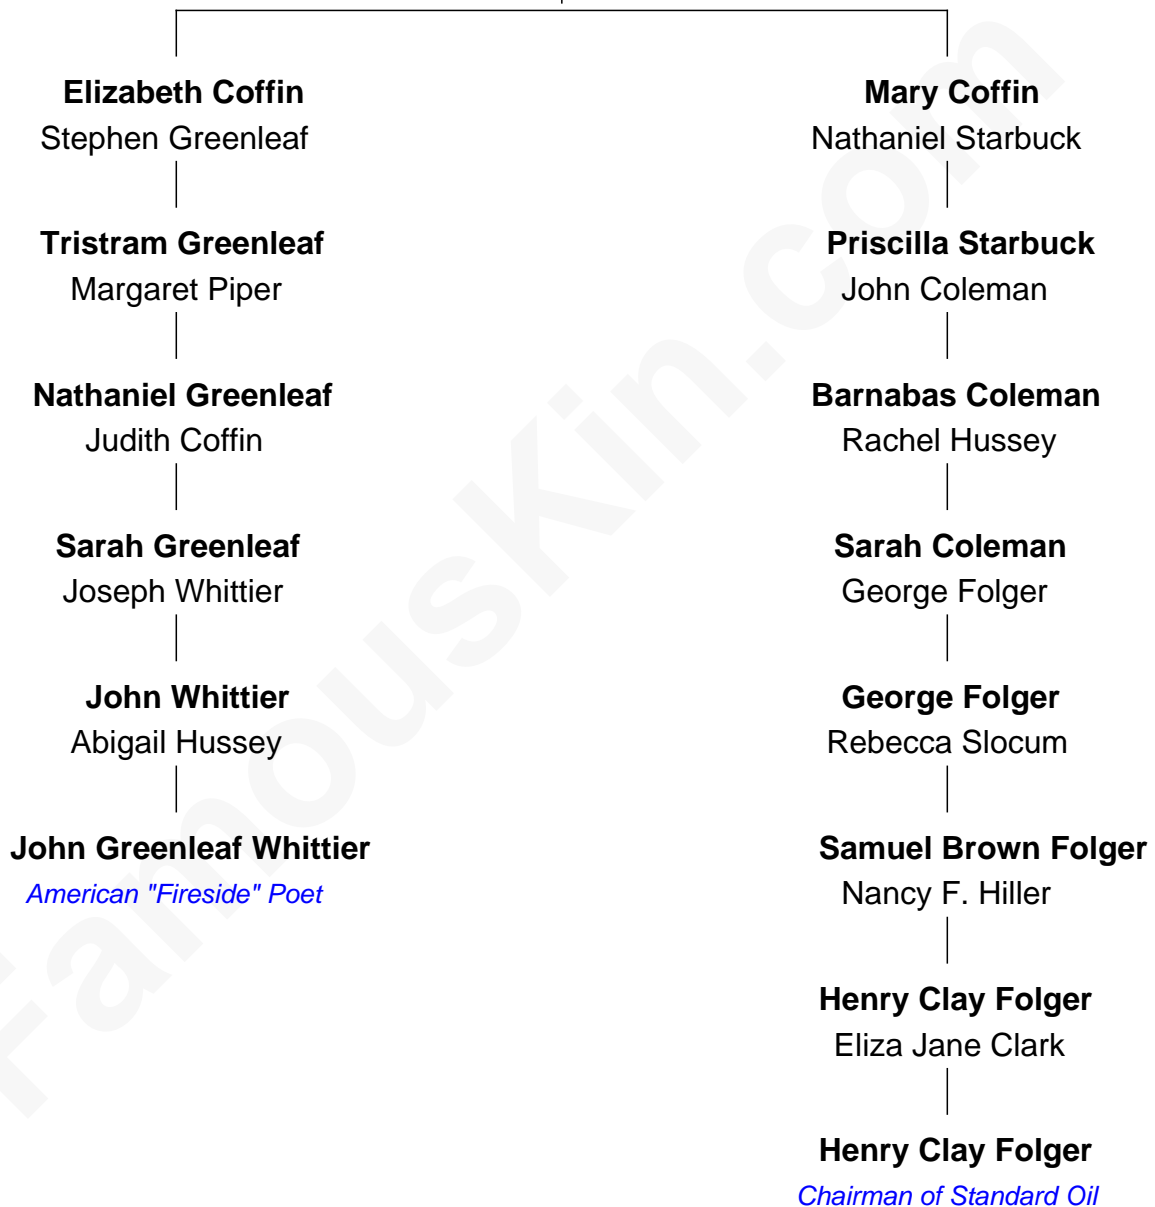 Elizabeth Coffin
Stephen Greenleaf
Tristram Greenleaf
Margaret Piper
Nathaniel Greenleaf
Judith Coffin
Sarah Greenleaf
Joseph Whittier
John Whittier
Abigail Hussey
John Greenleaf Whittier
American "Fireside" Poet
Mary Coffin
Nathaniel Starbuck
Priscilla Starbuck
John Coleman
Barnabas Coleman
Rachel Hussey
Sarah Coleman
George Folger
George Folger
Rebecca Slocum
Samuel Brown Folger
Nancy F. Hiller
Henry Clay Folger
Eliza Jane Clark
Henry Clay Folger
Chairman of Standard Oil
FamousKin.com